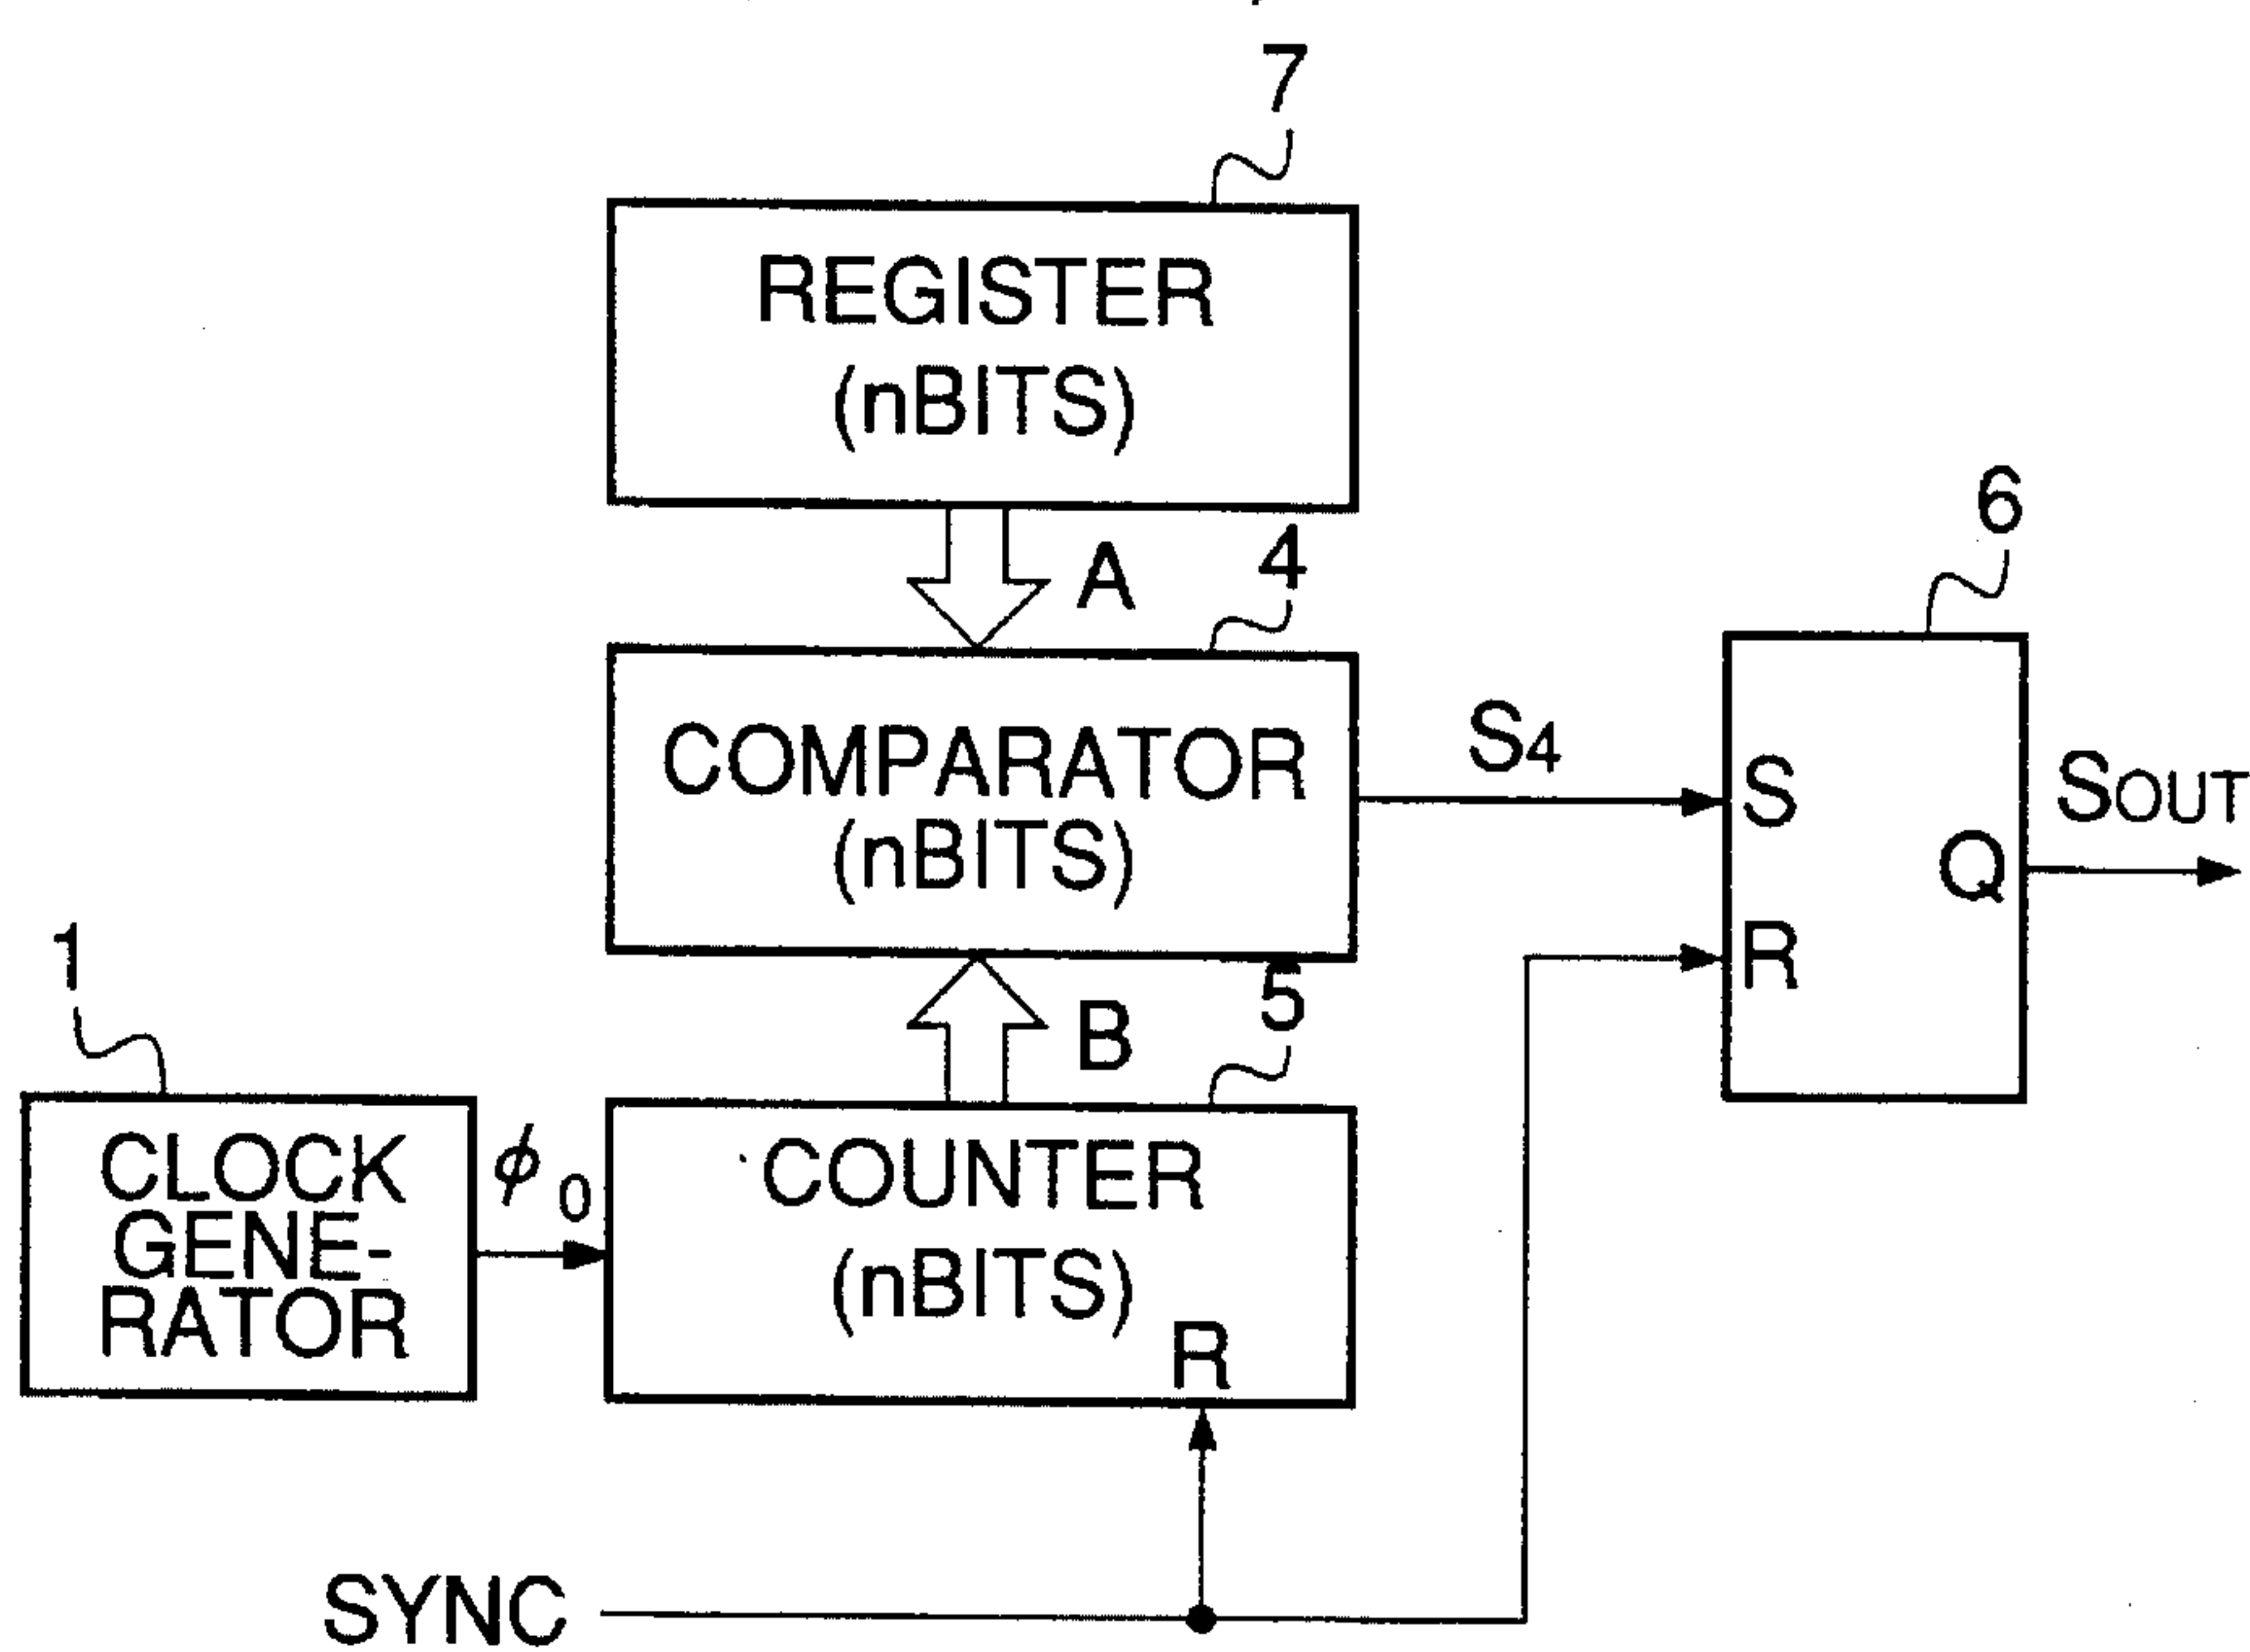 7
REGISTER
(nBITS)
A
4
6
COMPARATOR
(nBITS)
S4
S
R
Q
SOUT
1
B
5
CLOCK
GENE-
RATOR
ϕ0
COUNTER
(nBITS)
R
SYNC